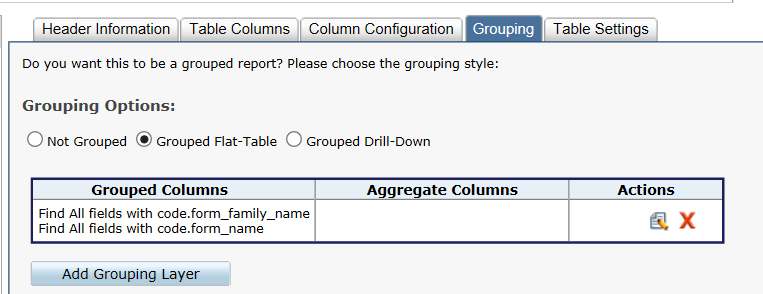 Header Information Table Columns Column Configuration Grouping Table Settings
Do you want this to be a grouped report? Please choose the grouping style:
Grouping Options:
Not Grouped Grouped Flat-Table Grouped Drill-Down
Grouped Columns Aggregate Columns Actions
Find All fields with code.form_family_name
Find All fields with code.form_name
Add Grouping Layer